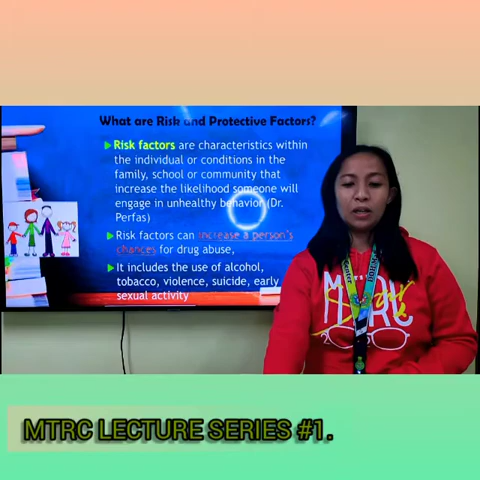 What are Risk and Protective Factors?
Risk factors are characteristics within
the individual or conditions in the
family, school or community that
increase the likelihood someone will
engage in unhealthy behavior (Dr.
Perfas)
Risk factors can increase a person's
chances for drug abuse,
It includes the use of alcohol,
tobacco, violence, suicide, early
sexual activity
MTRC LECTURE SERIES #1.